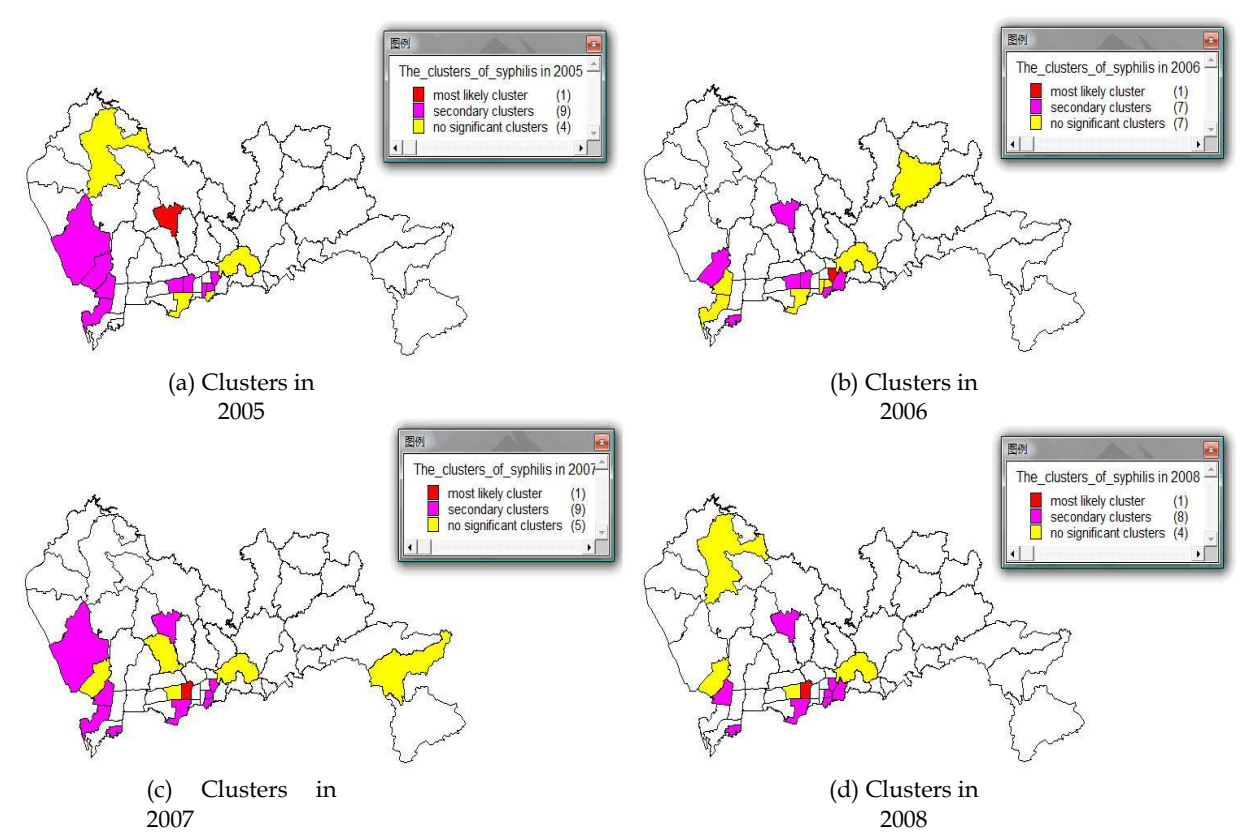 图例
The_clusters_of_syphilis in 2005
most likely cluster (1)
secondary clusters (9)
no significant clusters (4)
(a) Clusters in
2005
图例
The_clusters_of_syphilis in 2006
most likely cluster (1)
secondary clusters (7)
no significant clusters (7)
(b) Clusters in
2006
图例
The_clusters_of_syphilis in 2007
most likely cluster (1)
secondary clusters (9)
no significant clusters (5)
(c) Clusters in
2007
图例
The_clusters_of_syphilis in 2008
most likely cluster (1)
secondary clusters (8)
no significant clusters (4)
(d) Clusters in
2008